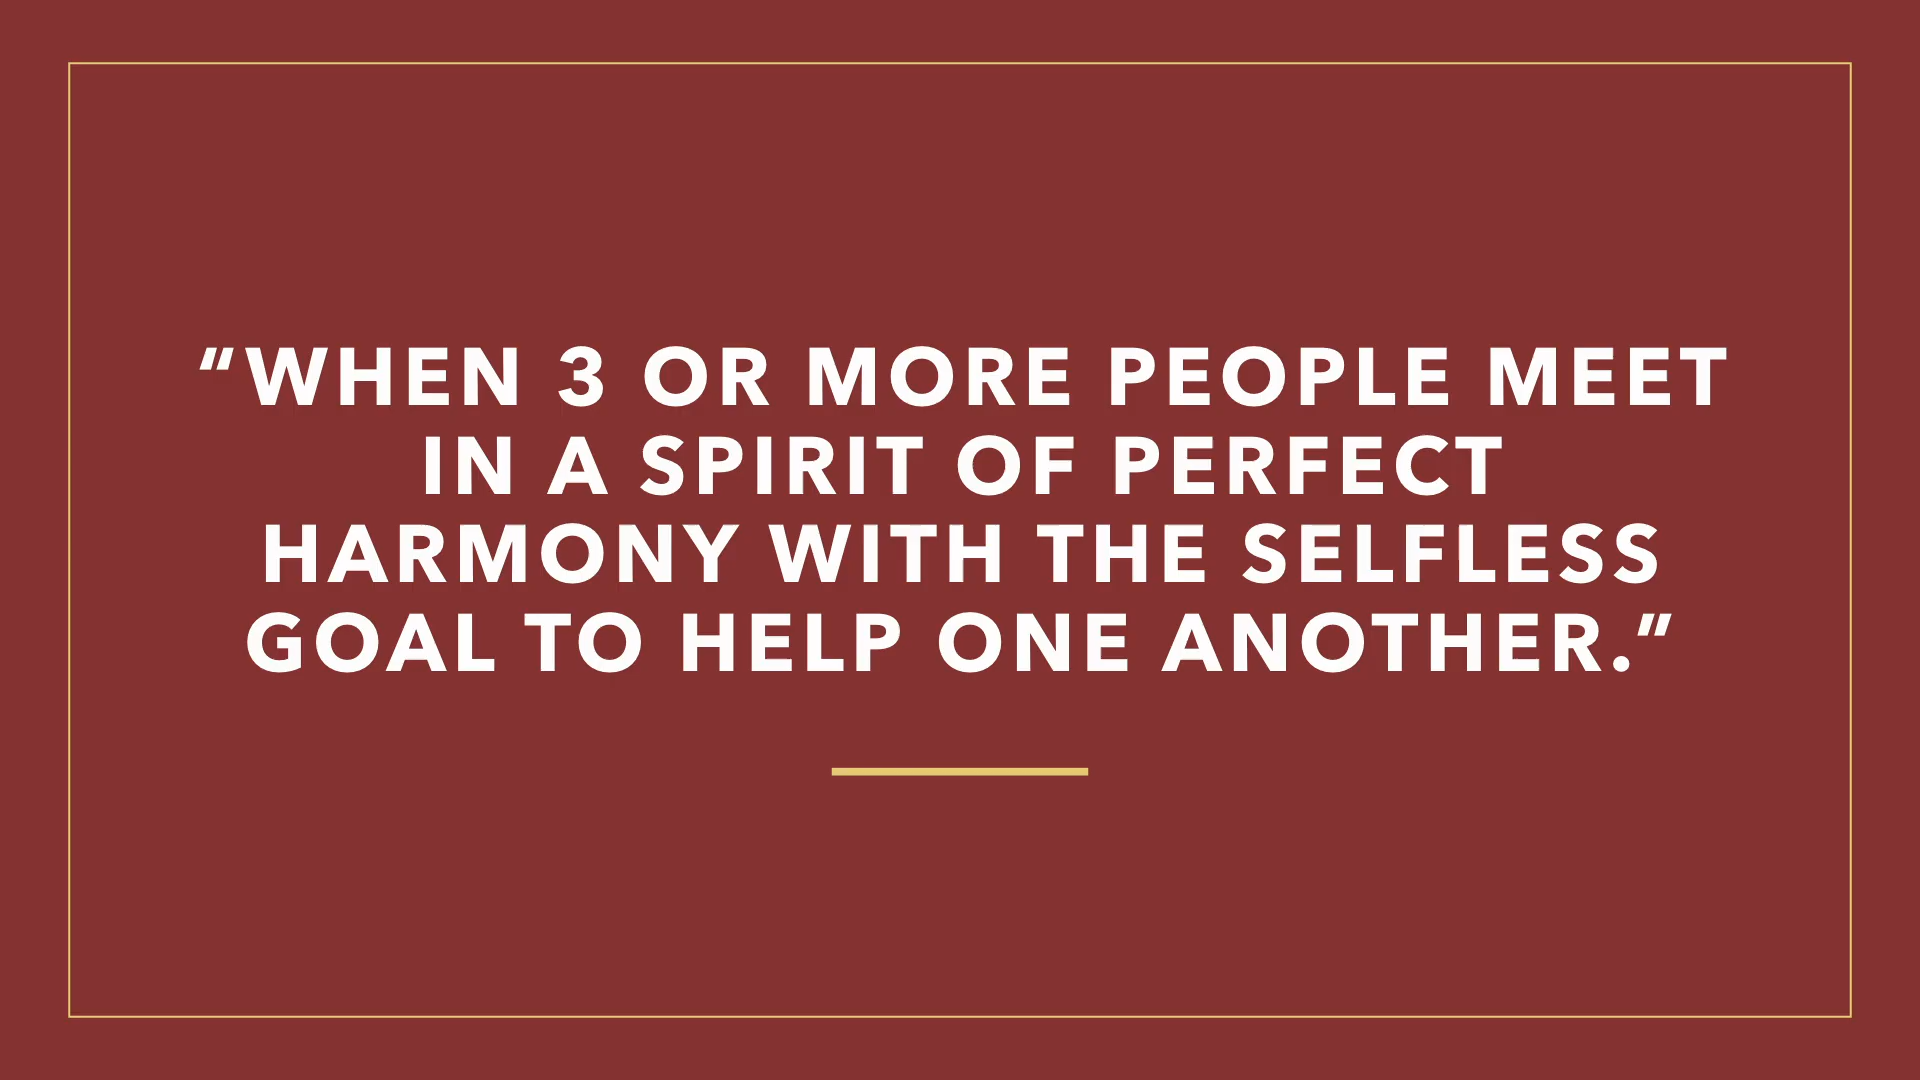 “WHEN 3 OR MORE PEOPLE MEET
IN A SPIRIT OF PERFECT
HARMONY WITH THE SELFLESS
GOAL TO HELP ONE ANOTHER.”